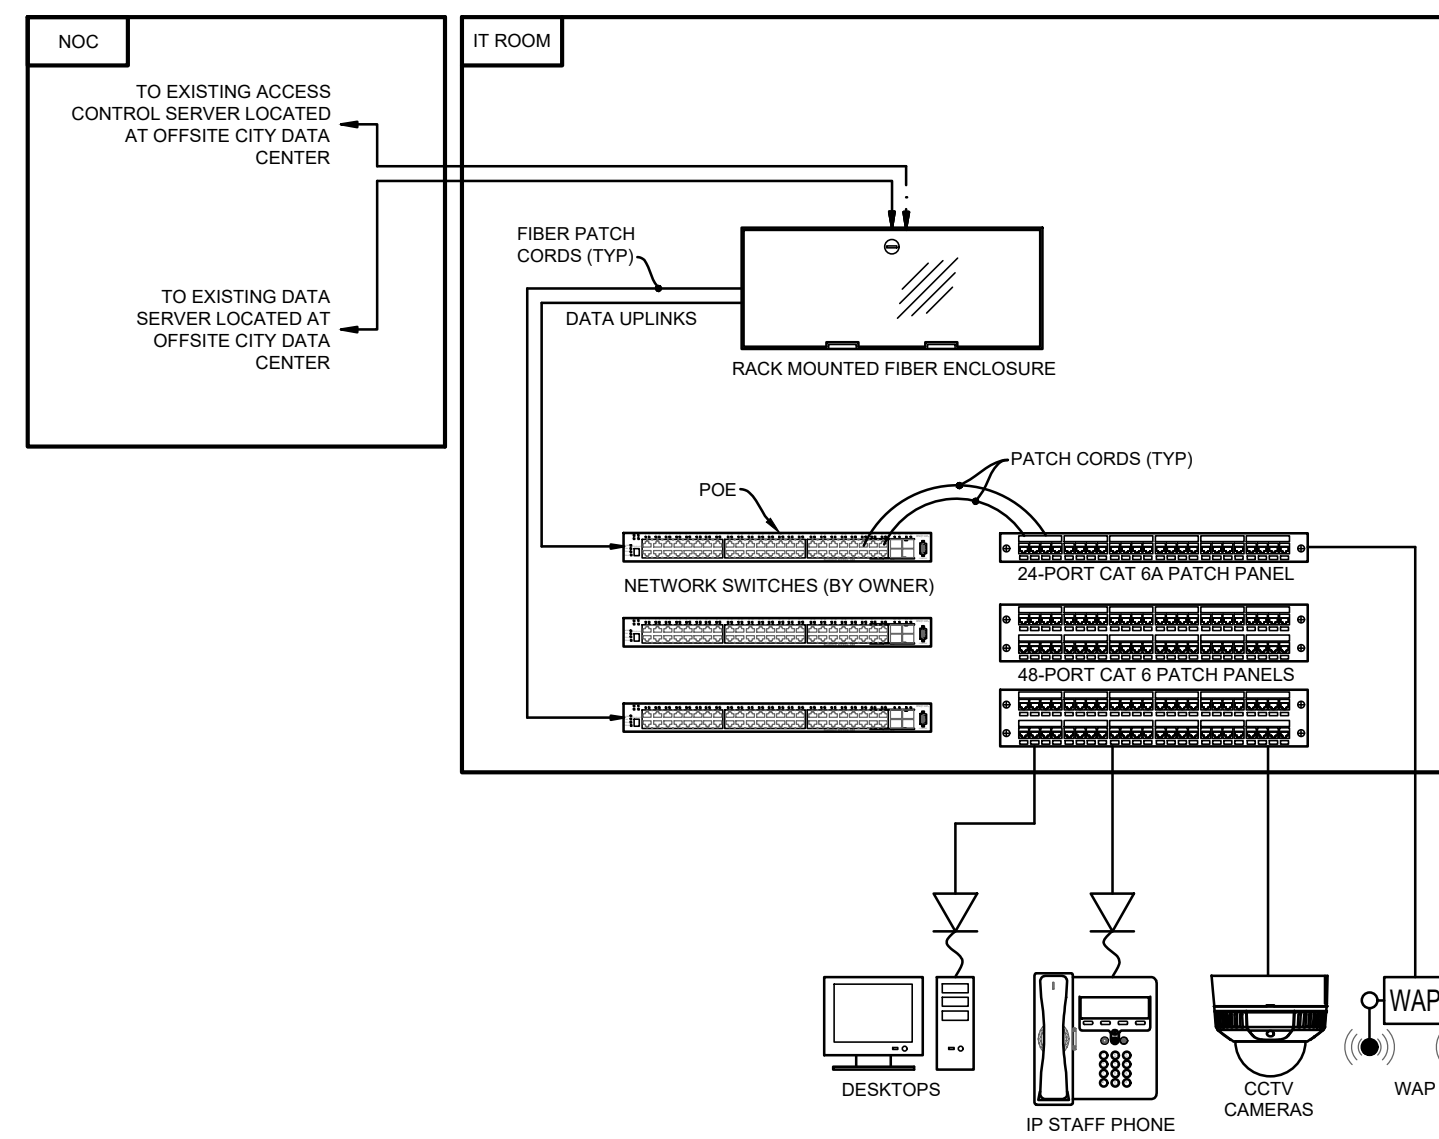 NOC
IT ROOM
TO EXISTING ACCESS
CONTROL SERVER LOCATED
AT OFFSITE CITY DATA
CENTER
TO EXISTING DATA
SERVER LOCATED AT
OFFSITE CITY DATA
CENTER
FIBER PATCH
CORDS (TYP)
DATA UPLINKS
RACK MOUNTED FIBER ENCLOSURE
PATCH CORDS (TYP)
POE
NETWORK SWITCHES (BY OWNER)
24-PORT CAT 6A PATCH PANEL
48-PORT CAT 6 PATCH PANELS
WAP
DESKTOPS
IP STAFF PHONE
CCTV
CAMERAS
WAP